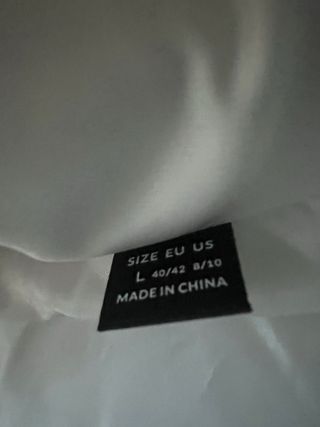 SIZE EU US
L 40/42 8/10
MADE IN CHINA